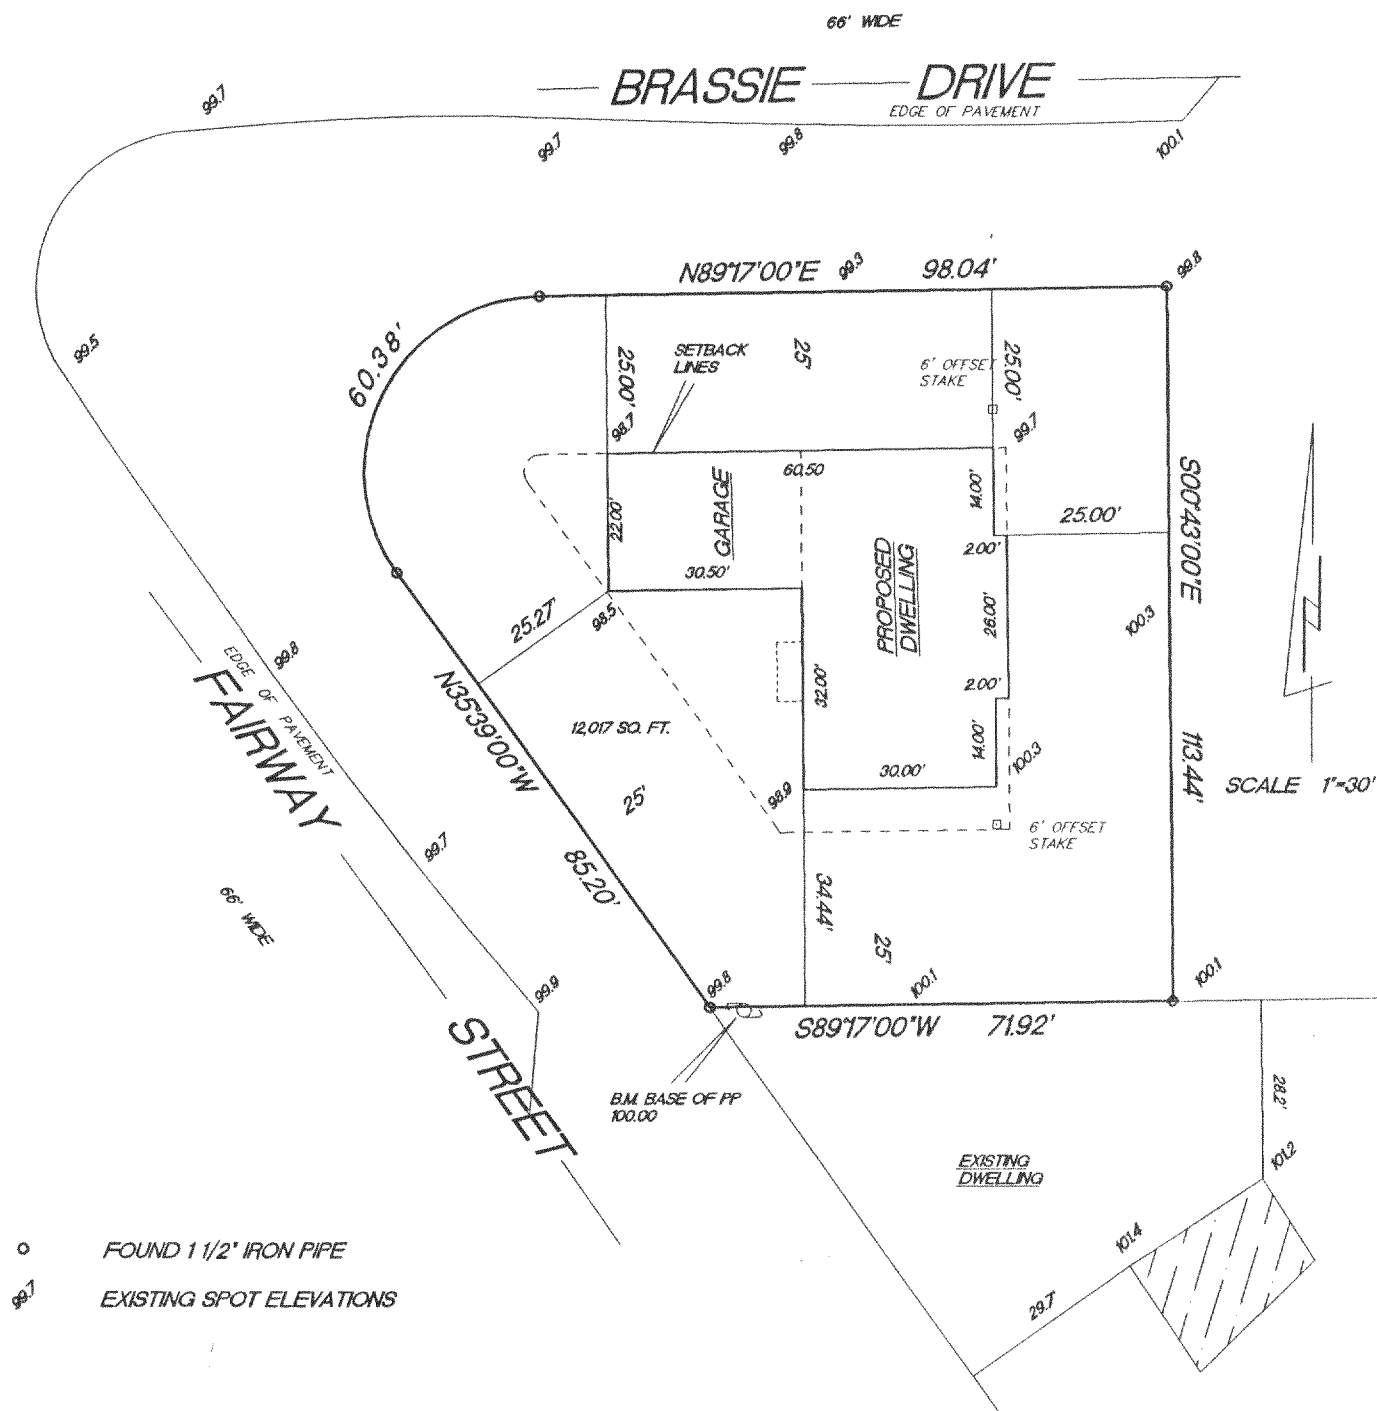 66' WIDE
BRASSIE DRIVE
EDGE OF PAVEMENT
99.7
99.7
99.8
100.1
N89°17'00"E 99.3 98.04'
99.8
99.5
60.38'
SETBACK
LINES
25.00'
25'
6' OFFSET
STAKE
25.00'
98.7
99.7
60.50
GARAGE
22.00'
30.50'
14.00'
25.00'
2.00'
S00°43'00"E
PROPOSED
DWELLING
26.00'
100.3
25.27'
98.5
99.8
EDGE OF PAVEMENT
FAIRWAY
N35°39'00"W
12,017 SQ. FT.
32.00'
2.00'
14.00'
100.3
30.00'
113.44'
SCALE 1"=30'
98.9
25'
6' OFFSET
STAKE
99.7
85.20'
66' WIDE
34.44'
25'
99.9
99.8
100.1
100.1
S89°17'00"W 71.92'
STREET
B.M. BASE OF PP
100.00
28.2'
EXISTING
DWELLING
101.2
101.4
29.7'
FOUND 1 1/2" IRON PIPE
99.7 EXISTING SPOT ELEVATIONS